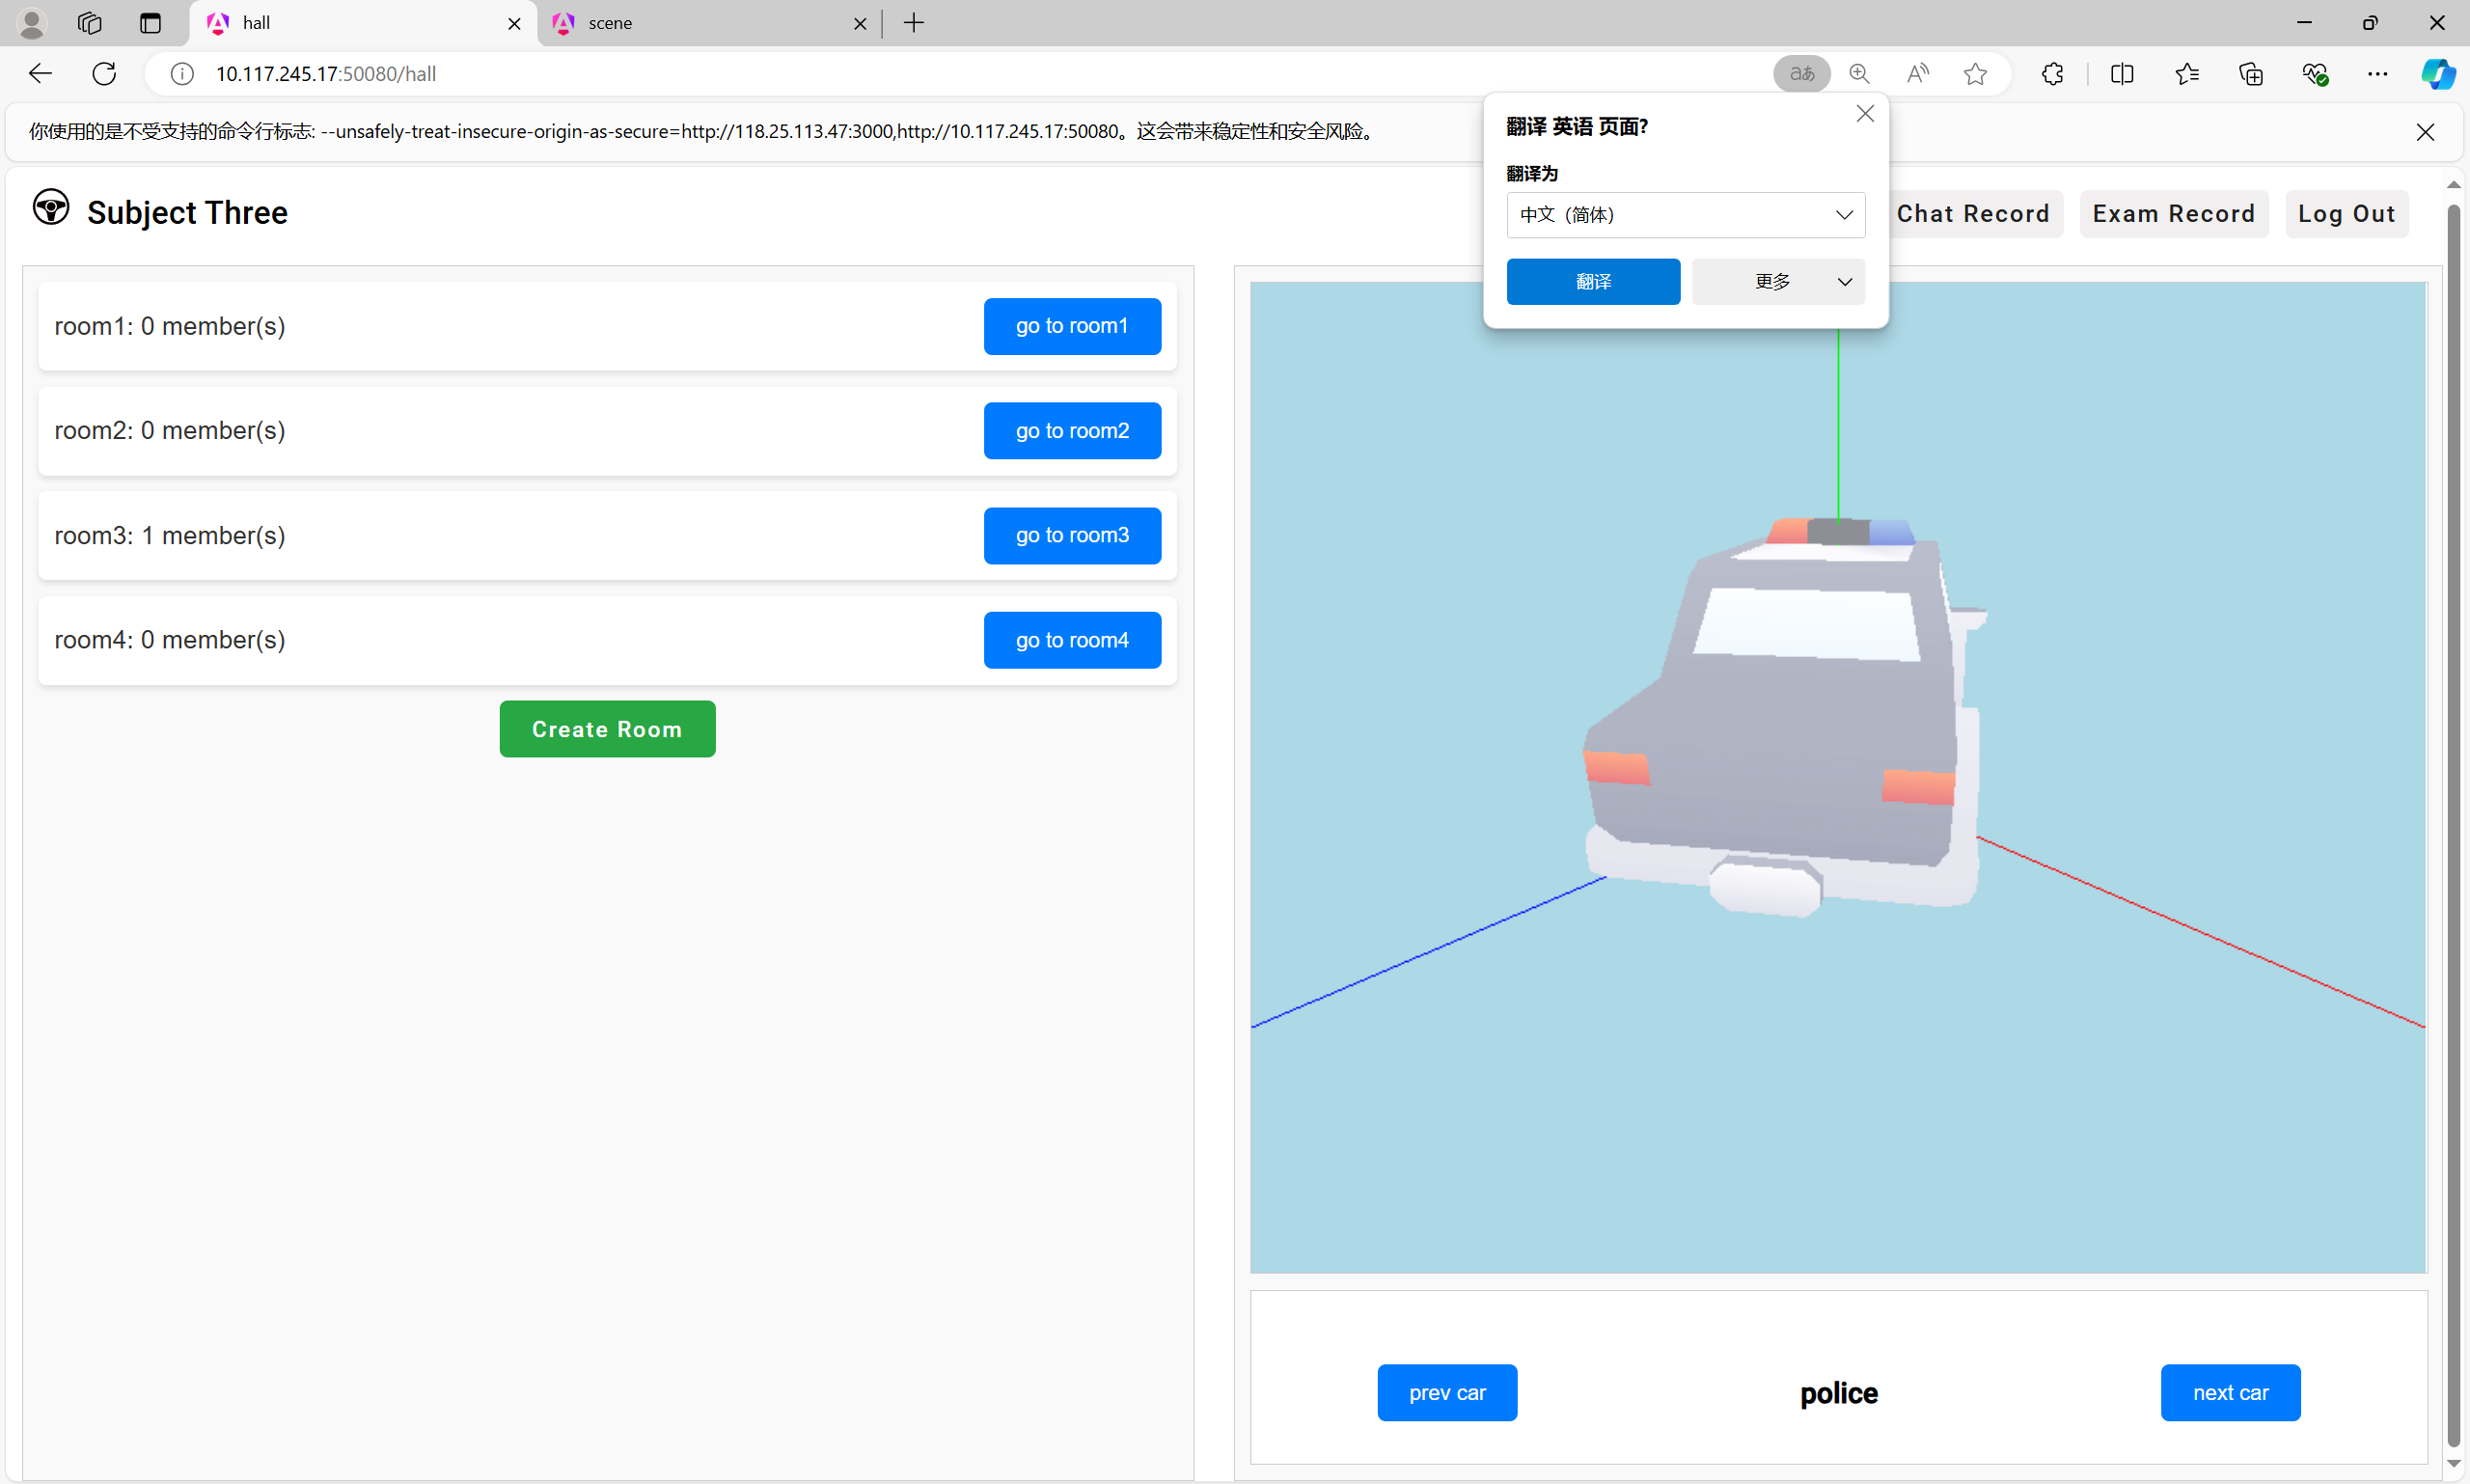 hall
scene
10.117.245.17:50080/hall
aあ
你使用的是不受支持的命令行标志: --unsafely-treat-insecure-origin-as-secure=http://118.25.113.47:3000,http://10.117.245.17:50080。这会带来稳定性和安全风险。
翻译 英语 页面?
翻译为
中文 (简体)
翻译
更多
Subject Three
Chat Record
Exam Record
Log Out
room1: 0 member(s)
go to room1
room2: 0 member(s)
go to room2
room3: 1 member(s)
go to room3
room4: 0 member(s)
go to room4
Create Room
prev car
police
next car